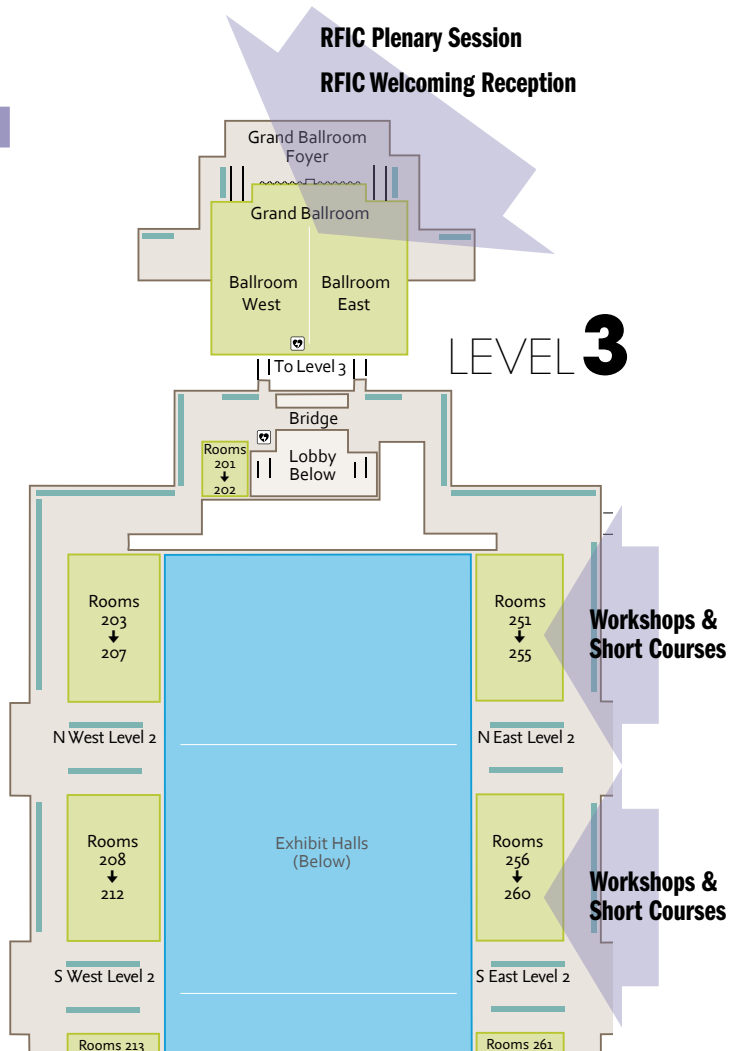 RFIC Plenary Session
RFIC Welcoming Reception
Grand Ballroom
Foyer
Grand Ballroom
Ballroom
West
Ballroom
East
LEVEL 3
To Level 3
Bridge
Rooms
201
202
Lobby
Below
Rooms
203
207
Rooms
251
255
Workshops &
Short Courses
N West Level 2
N East Level 2
Rooms
208
212
Exhibit Halls
(Below)
Rooms
256
260
Workshops &
Short Courses
S West Level 2
S East Level 2
Rooms 213
Rooms 261